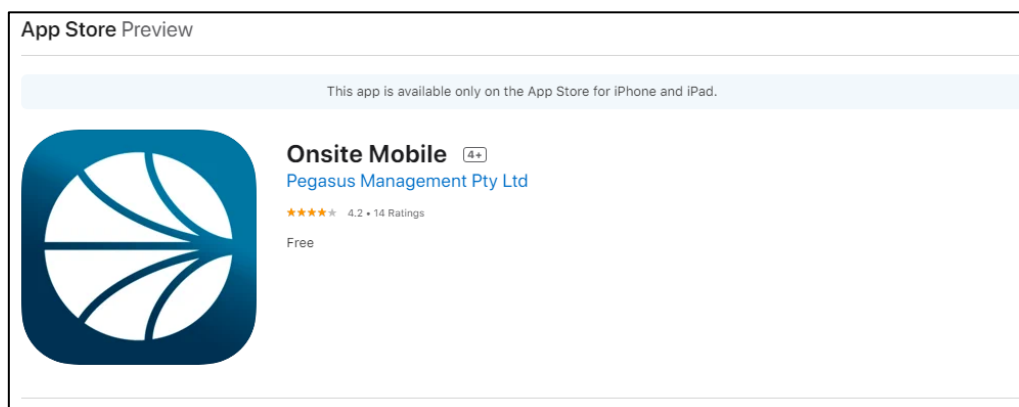 App Store Preview
This app is available only on the App Store for iPhone and iPad.
Onsite Mobile 4+
Pegasus Management Pty Ltd
★★★★★ 4.2 • 14 Ratings
Free